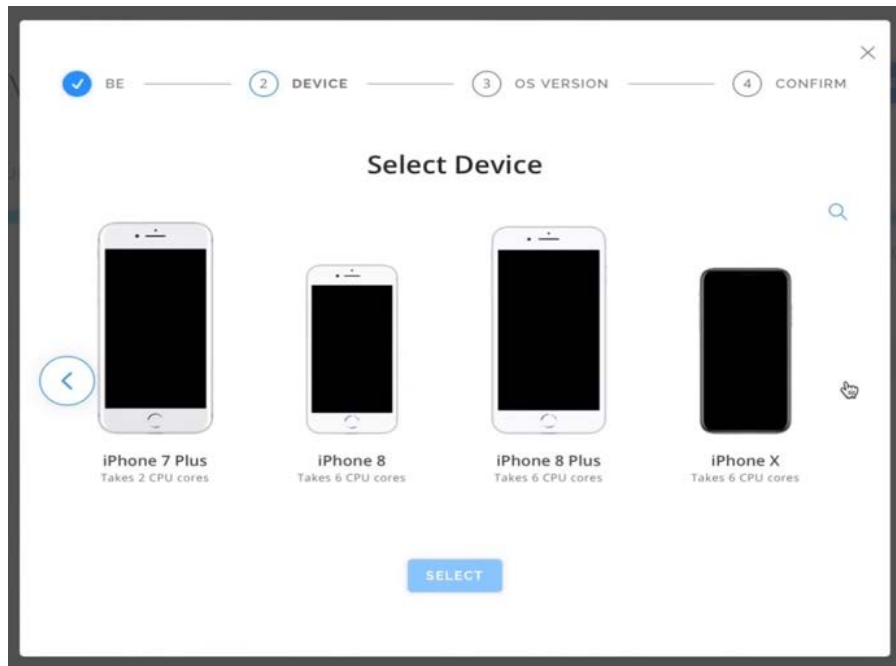 BE
2 DEVICE
3 OS VERSION
4 CONFIRM
Select Device
iPhone 7 Plus
Takes 2 CPU cores
iPhone 8
Takes 6 CPU cores
iPhone 8 Plus
Takes 6 CPU cores
iPhone X
Takes 6 CPU cores
SELECT